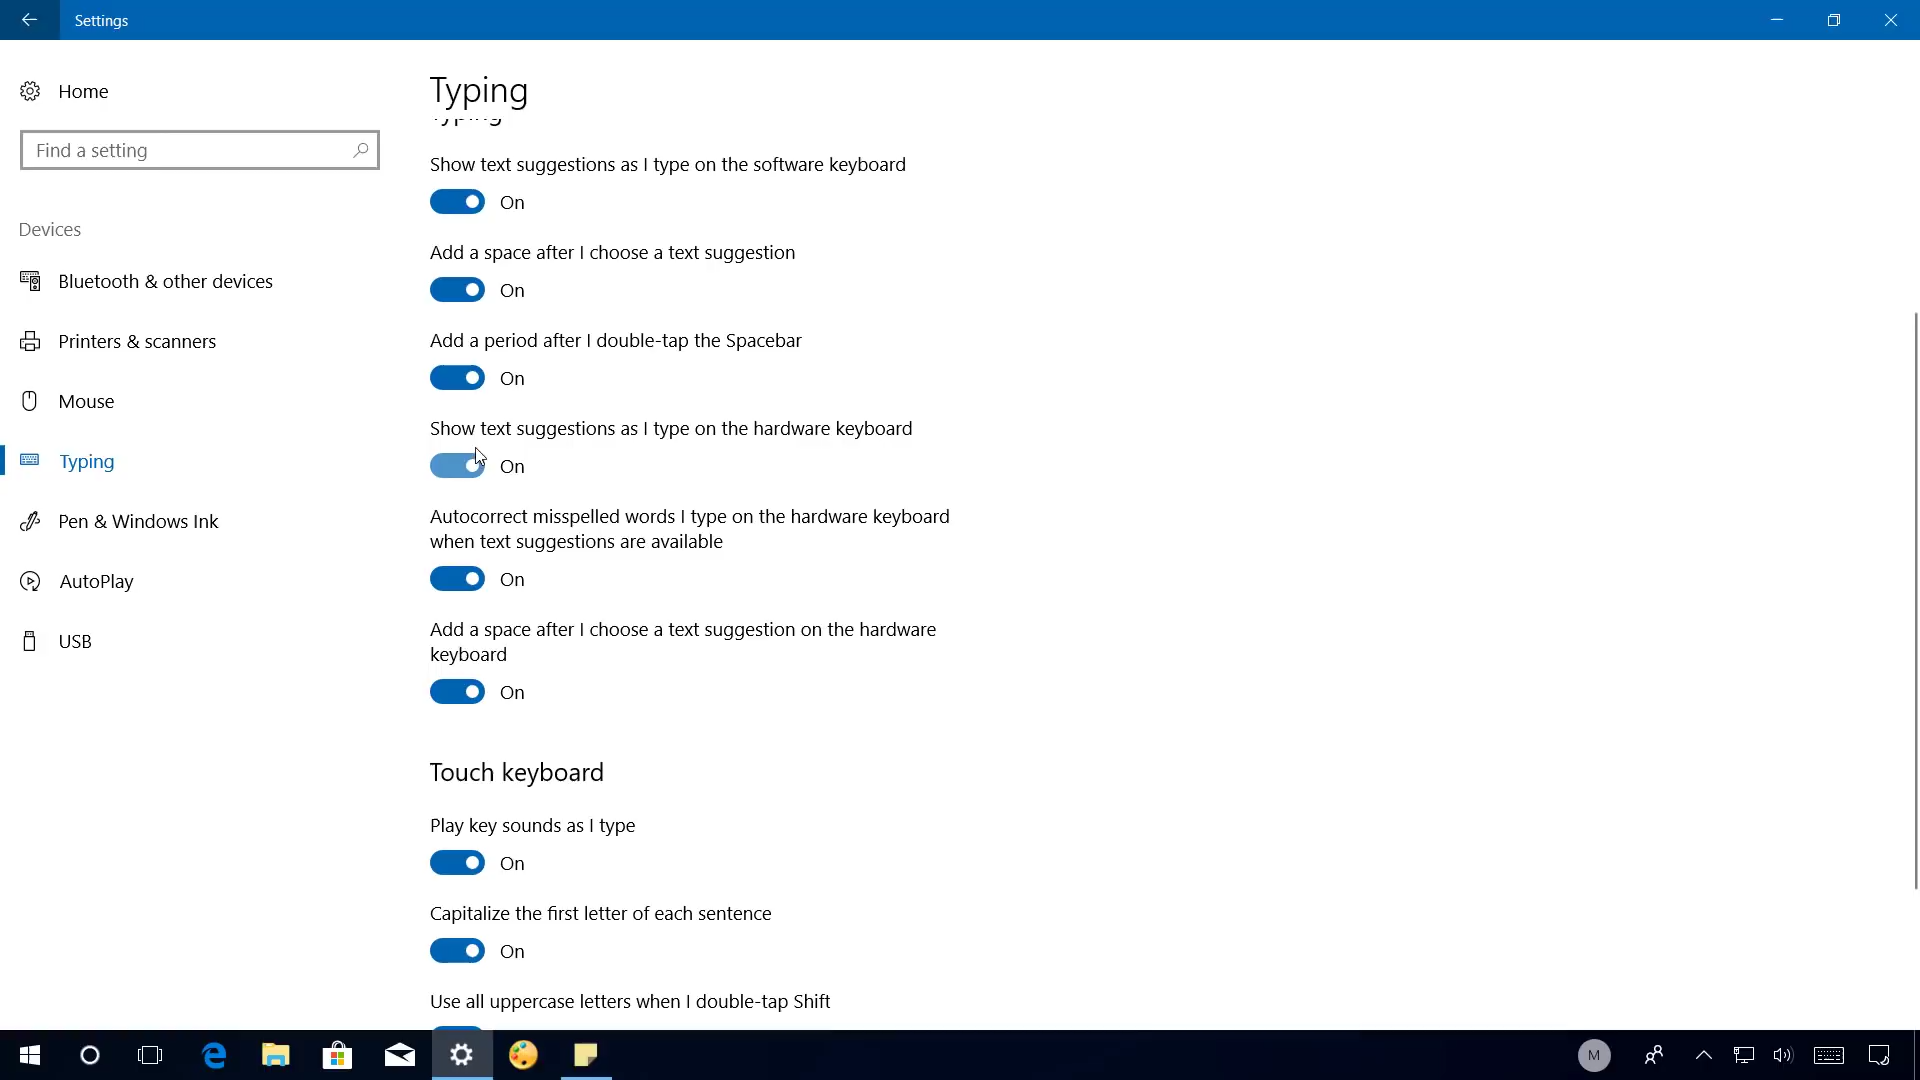 Settings
Home
Typing
Typing
Find a setting
Show text suggestions as I type on the software keyboard
On
Devices
Add a space after I choose a text suggestion
Bluetooth & other devices
On
Printers & scanners
Add a period after I double-tap the Spacebar
On
Mouse
Show text suggestions as I type on the hardware keyboard
Typing
On
Pen & Windows Ink
Autocorrect misspelled words I type on the hardware keyboard
when text suggestions are available
AutoPlay
On
USB
Add a space after I choose a text suggestion on the hardware
keyboard
On
Touch keyboard
Play key sounds as I type
On
Capitalize the first letter of each sentence
On
Use all uppercase letters when I double-tap Shift
M